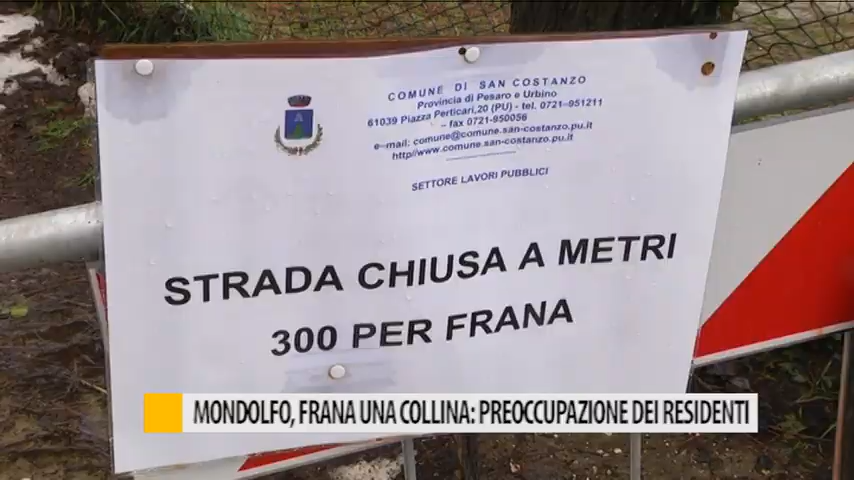 COMUNE DI SAN COSTANZO
Provincia di Pesaro e Urbino
61039 Piazza Perticari,20 (PU) - tel. 0721-951211
- fax 0721-950056
e-mail: comune@comune.san-costanzo.pu.it
http//www.comune.san-costanzo.pu.it
SETTORE LAVORI PUBBLICI
STRADA CHIUSA A METRI
300 PER FRANA
MONDOLFO, FRANA UNA COLLINA: PREOCCUPAZIONE DEI RESIDENTI